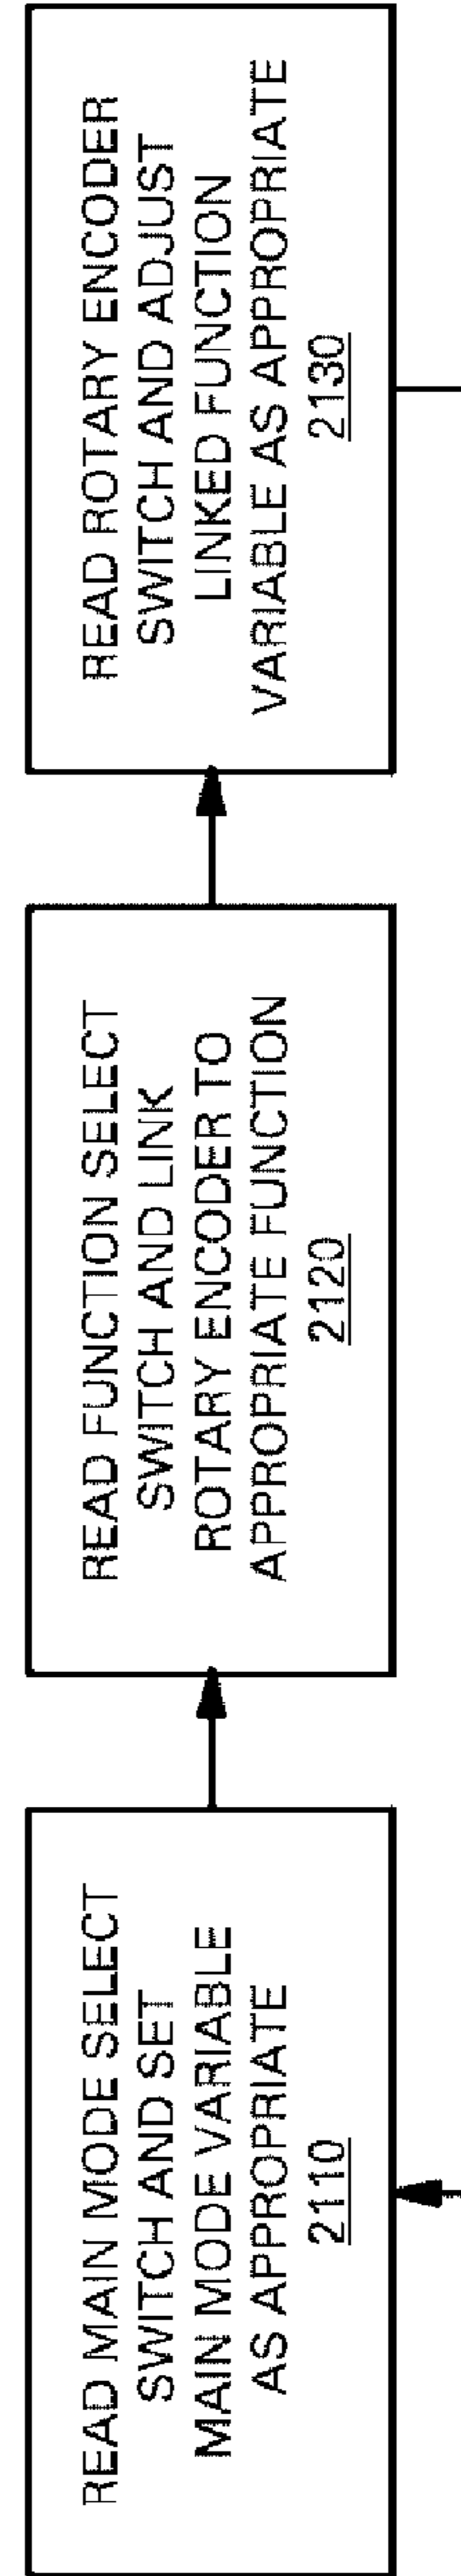 READ MAIN MODE SELECT
SWITCH AND SET
MAIN MODE VARIABLE
AS APPROPRIATE
2110
READ FUNCTION SELECT
SWITCH AND LINK
ROTARY ENCODER TO
APPROPRIATE FUNCTION
2120
READ ROTARY ENCODER
SWITCH AND ADJUST
LINKED FUNCTION
VARIABLE AS APPROPRIATE
2130